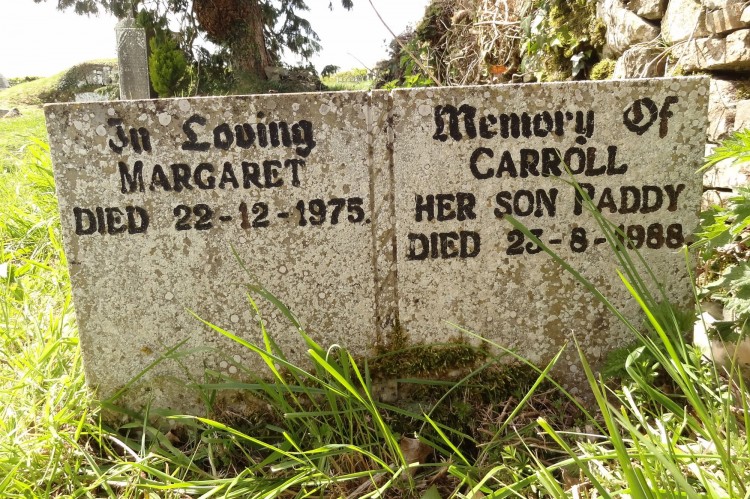 In Loving Memory Of
MARGARET CARROLL
DIED 22-12-1975. HER SON PADDY
DIED 23-8-1988.